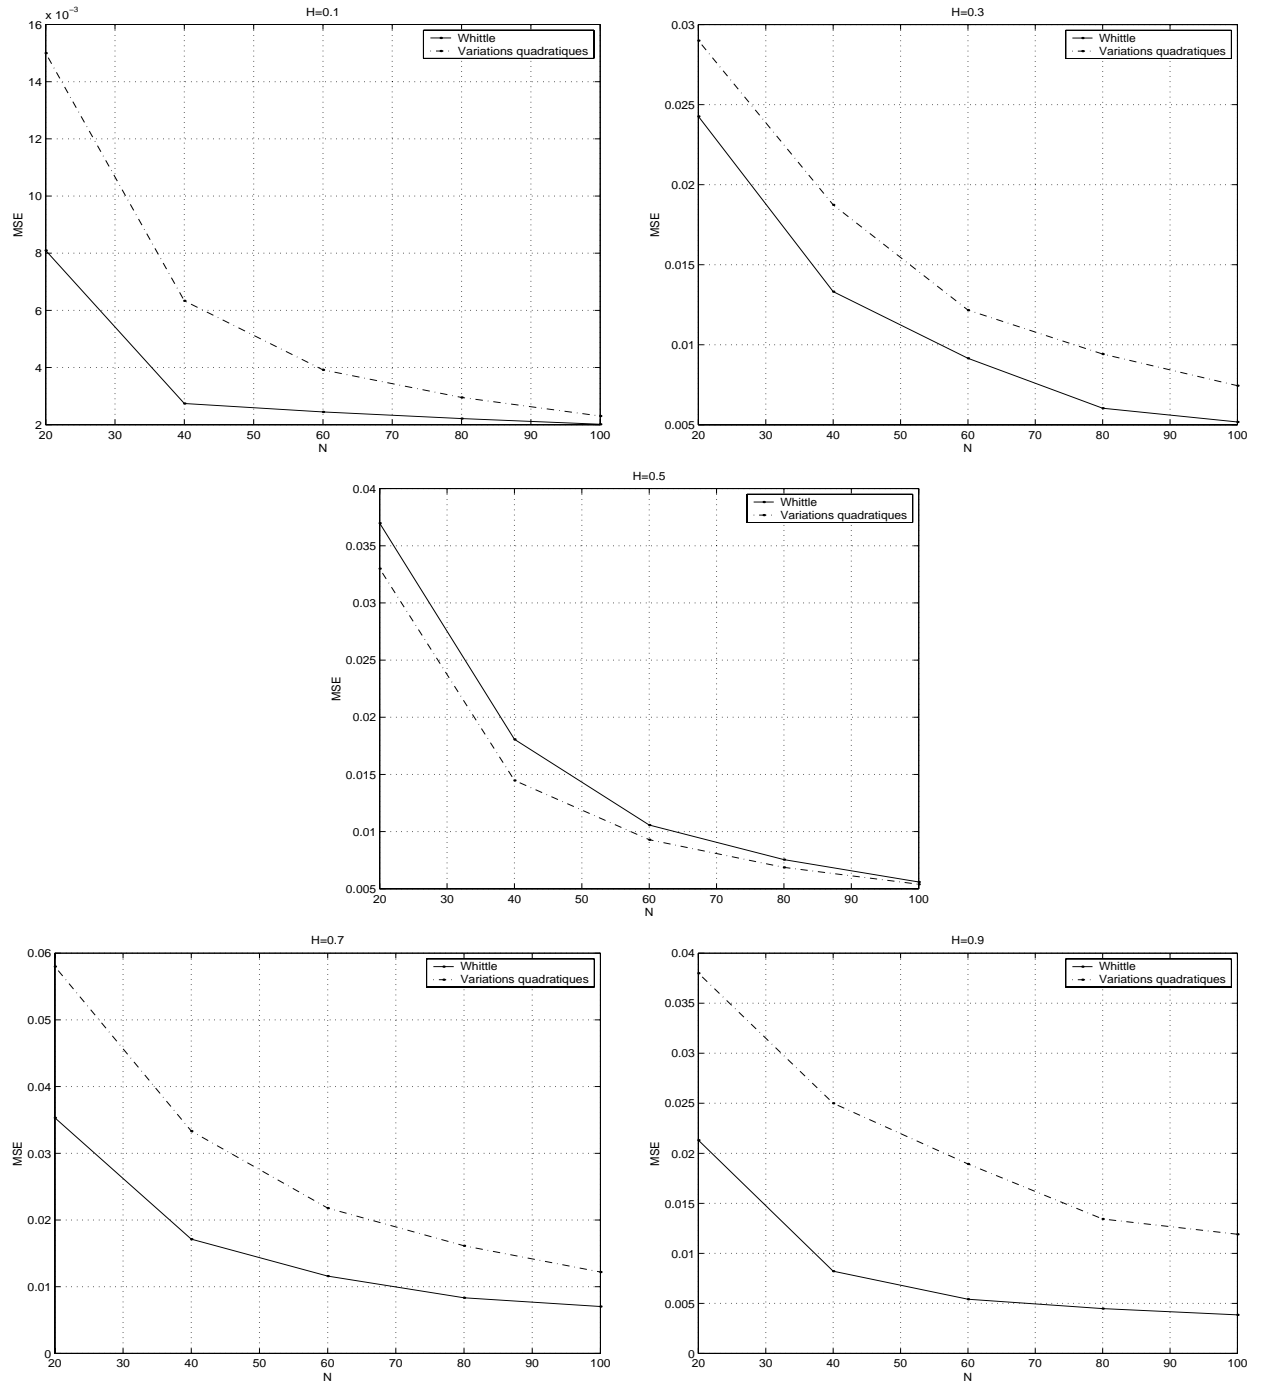 H=0.1
x 10⁻³
16
14
12
10
8
6
4
2
MSE
Whittle
Variations quadratiques
20 30 40 50 60 70 80 90 100
N
H=0.3
0.03
0.025
0.02
0.015
0.01
0.005
MSE
Whittle
Variations quadratiques
20 30 40 50 60 70 80 90 100
N
H=0.5
0.04
0.035
0.03
0.025
0.02
0.015
0.01
0.005
MSE
Whittle
Variations quadratiques
20 30 40 50 60 70 80 90 100
N
H=0.7
0.06
0.05
0.04
0.03
0.02
0.01
0
MSE
Whittle
Variations quadratiques
20 30 40 50 60 70 80 90 100
N
H=0.9
0.04
0.035
0.03
0.025
0.02
0.015
0.01
0.005
0
MSE
Whittle
Variations quadratiques
20 30 40 50 60 70 80 90 100
N